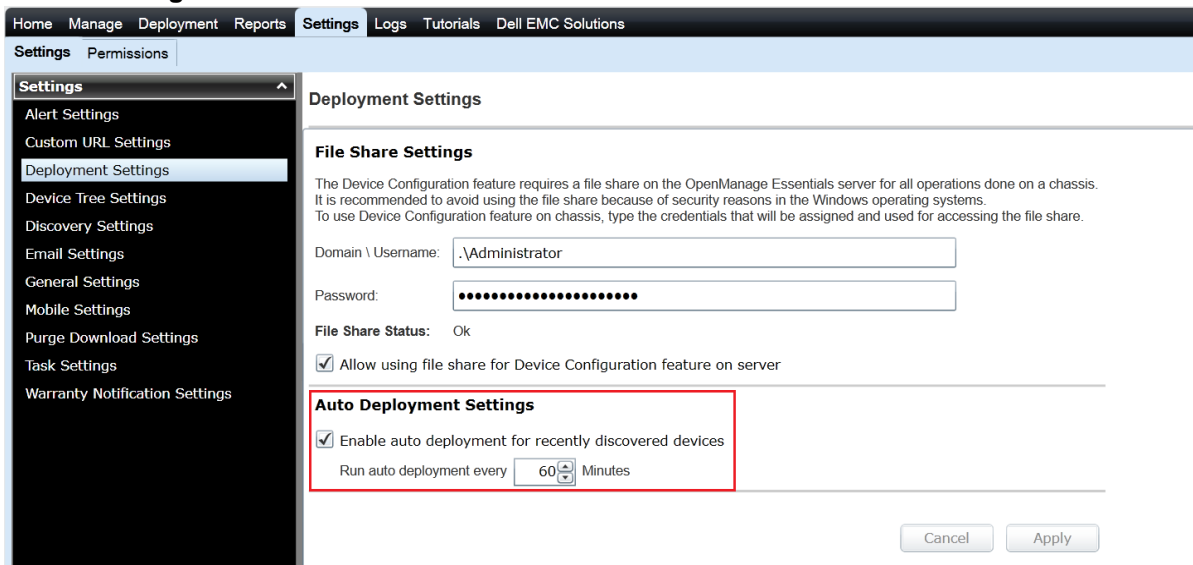 Home Manage Deployment Reports Settings Logs Tutorials Dell EMC Solutions
Settings Permissions
Settings
Alert Settings
Custom URL Settings
Deployment Settings
Device Tree Settings
Discovery Settings
Email Settings
General Settings
Mobile Settings
Purge Download Settings
Task Settings
Warranty Notification Settings
Deployment Settings
File Share Settings
The Device Configuration feature requires a file share on the OpenManage Essentials server for all operations done on a chassis.
It is recommended to avoid using the file share because of security reasons in the Windows operating systems.
To use Device Configuration feature on chassis, type the credentials that will be assigned and used for accessing the file share.
Domain \ Username: .\Administrator
Password: ●●●●●●●●●●●●●●●●●●●●●●
File Share Status: Ok
Allow using file share for Device Configuration feature on server
Auto Deployment Settings
Enable auto deployment for recently discovered devices
Run auto deployment every 60 Minutes
Cancel Apply